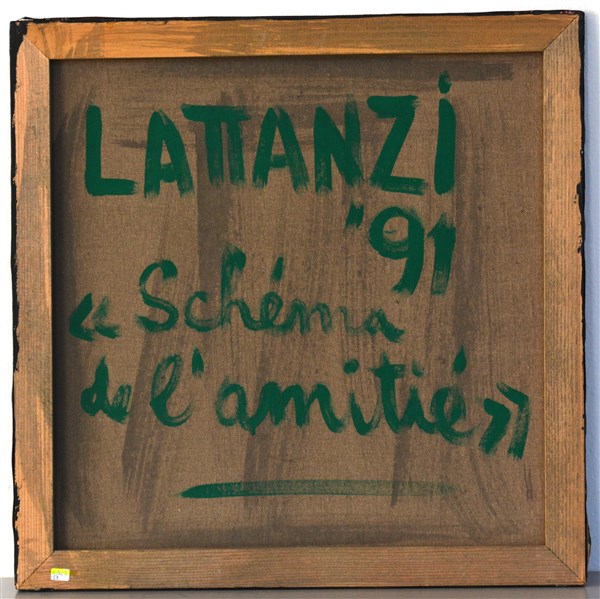 LATTANZi
'91
« Schéma
de l'amitié »